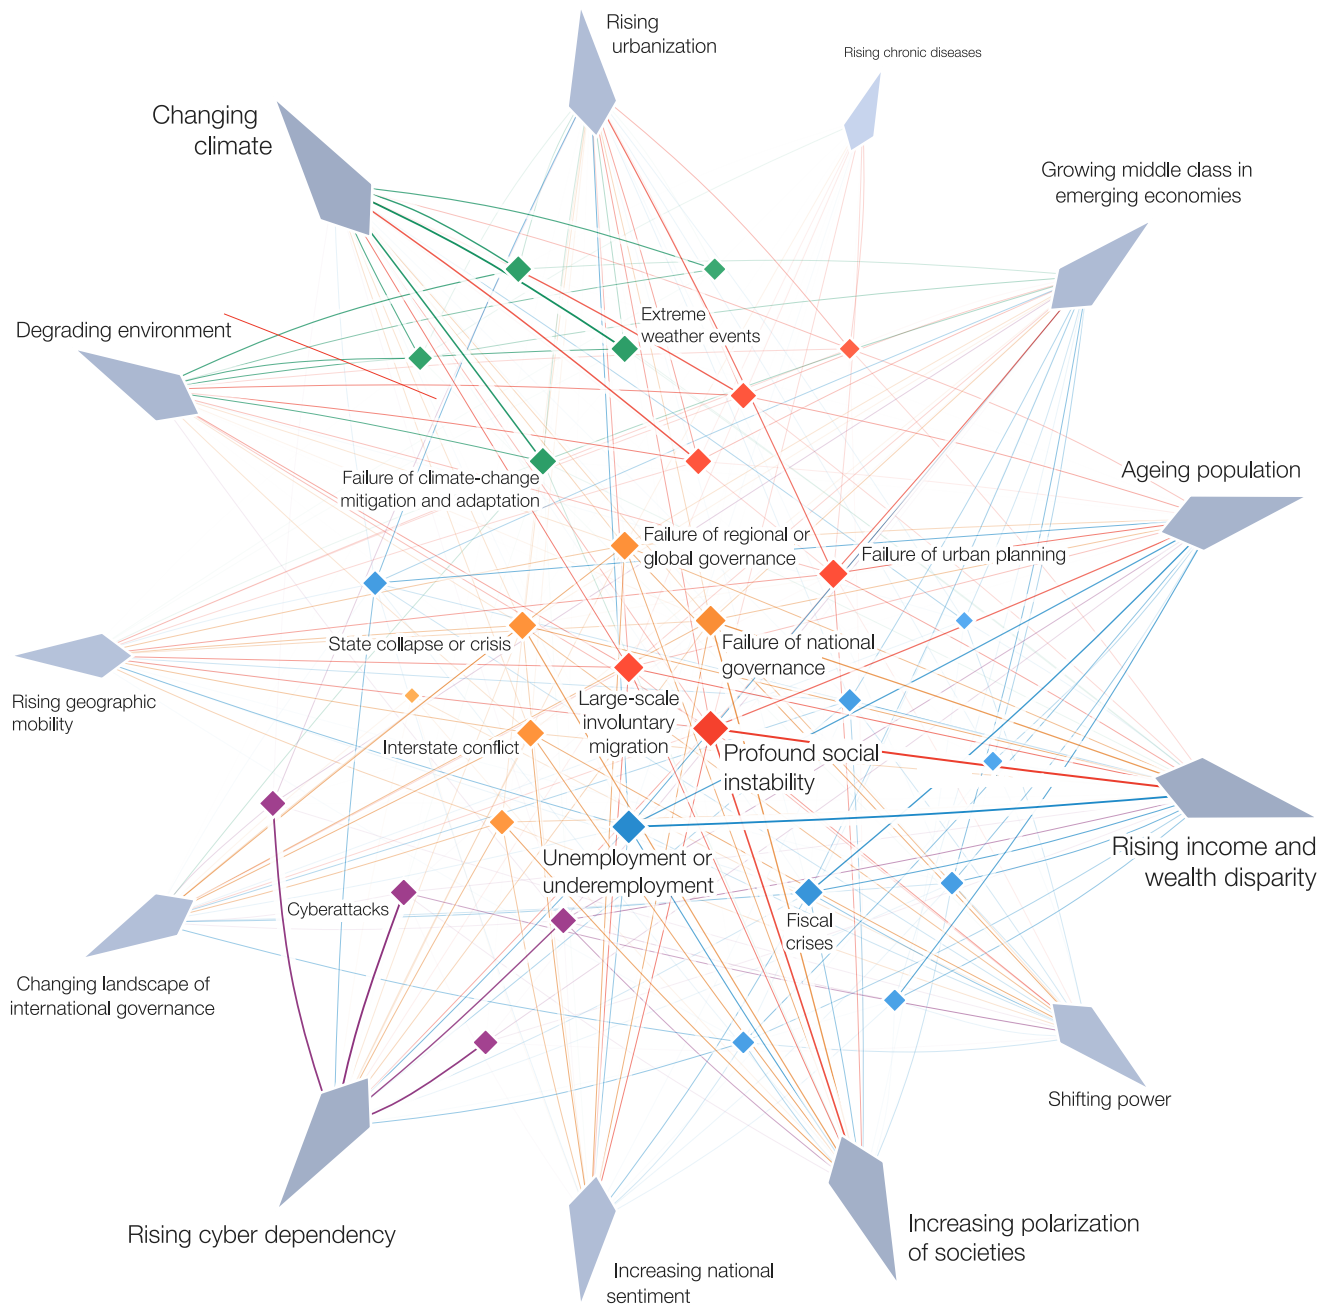 Rising
urbanization
Rising chronic diseases
Changing
climate
Growing middle class in
emerging economies
Extreme
weather events
Degrading environment
Ageing population
Failure of climate-change
mitigation and adaptation
Failure of regional or
global governance
Failure of urban planning
State collapse or crisis
Failure of national
governance
Rising geographic
mobility
Large-scale
involuntary
migration
Interstate conflict
Profound social
instability
Unemployment or
underemployment
Rising income and
wealth disparity
Cyberattacks
Fiscal
crises
Changing landscape of
international governance
Shifting power
Rising cyber dependency
Increasing polarization
of societies
Increasing national
sentiment